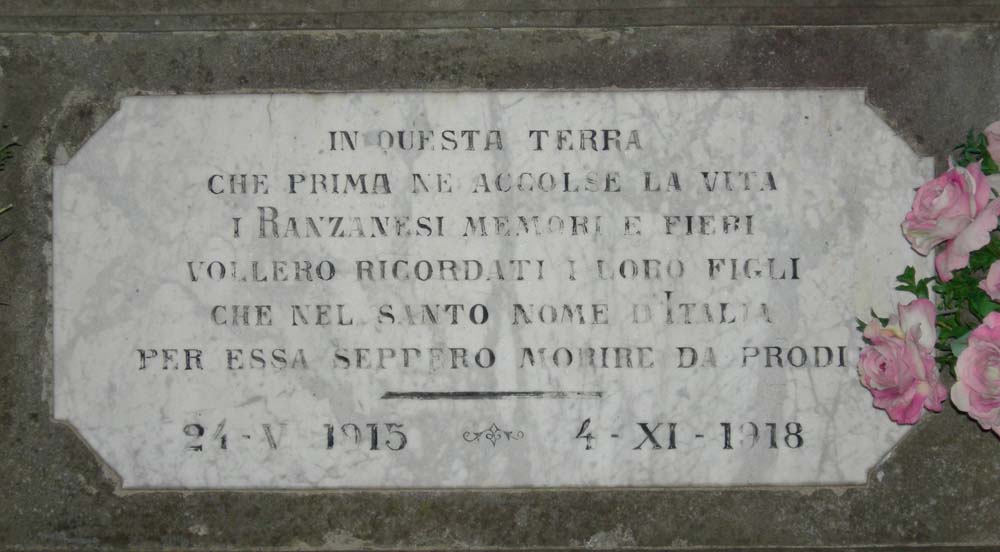 IN QUESTA TERRA
CHE PRIMA NE ACCOLSE LA VITA
I RANZANESI MEMORI E FIERI
VOLLERO RICORDATI I LORO FIGLI
CHE NEL SANTO NOME D'ITALIA
PER ESSA SEPPERO MORIRE DA PRODI
24-V 1915 4-XI-1918